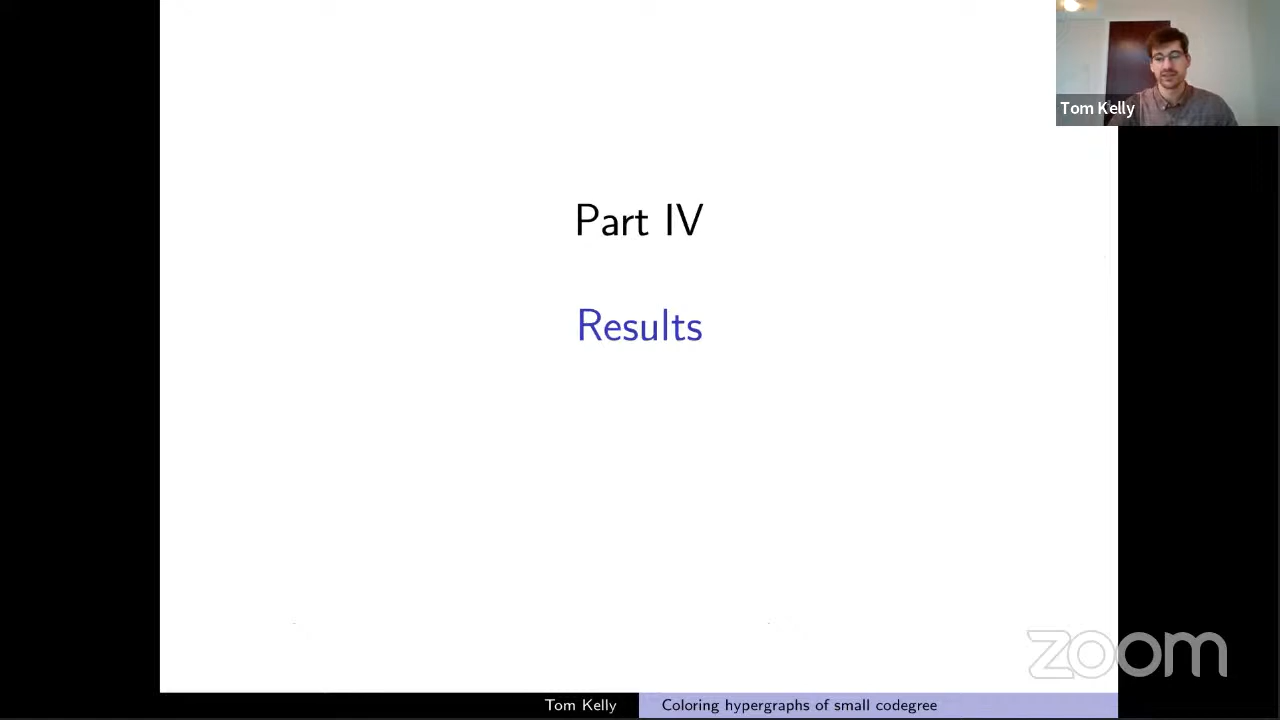 Tom Kelly
Part IV
Results
zoom
Tom Kelly
Coloring hypergraphs of small codegree